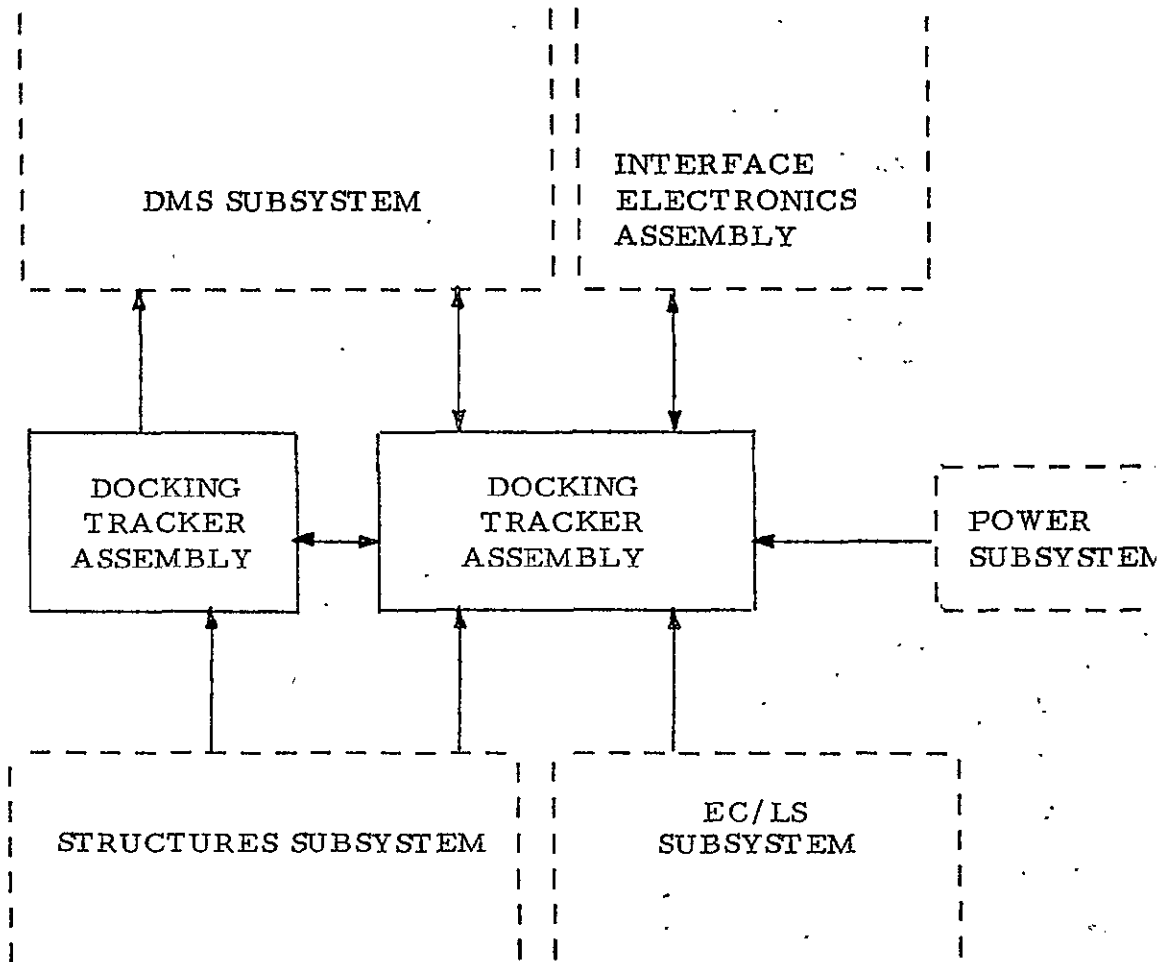 DMS SUBSYSTEM
INTERFACE
ELECTRONICS
ASSEMBLY
DOCKING
TRACKER
ASSEMBLY
DOCKING
TRACKER
ASSEMBLY
POWER
SUBSYSTEM
STRUCTURES SUBSYSTEM
EC/LS
SUBSYSTEM